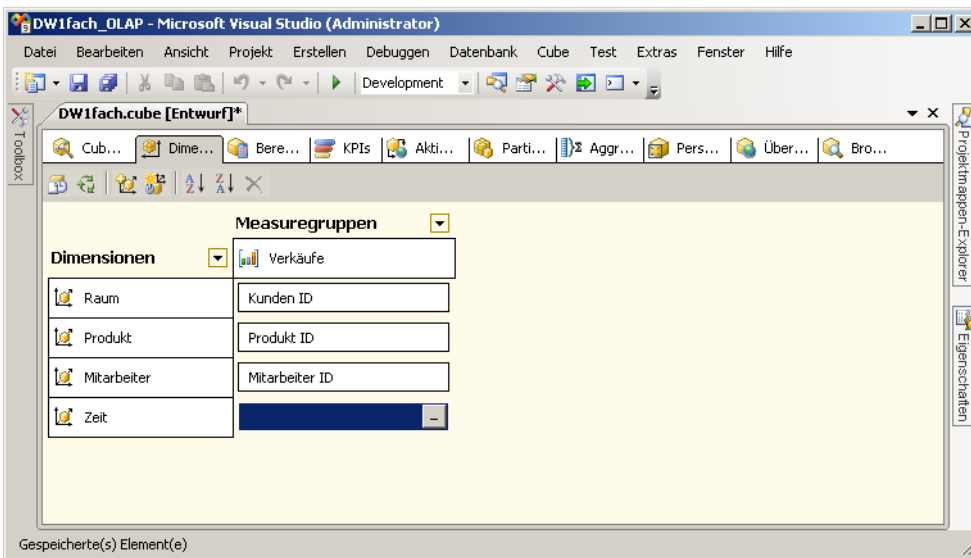 DW1fach_OLAP - Microsoft Visual Studio (Administrator)
Datei Bearbeiten Ansicht Projekt Erstellen Debuggen Datenbank Cube Test Extras Fenster Hilfe
Development
DW1fach.cube [Entwurf]*
Cub... Dime... Bere... KPIs Akti... Parti... Aggr... Pers... Über... Bro...
Measuregruppen
Dimensionen
Verkäufe
Raum
Kunden ID
Produkt
Produkt ID
Mitarbeiter
Mitarbeiter ID
Zeit
Toolbox
Projektmappen-Explorer
Eigenschaften
Gespeicherte(s) Element(e)